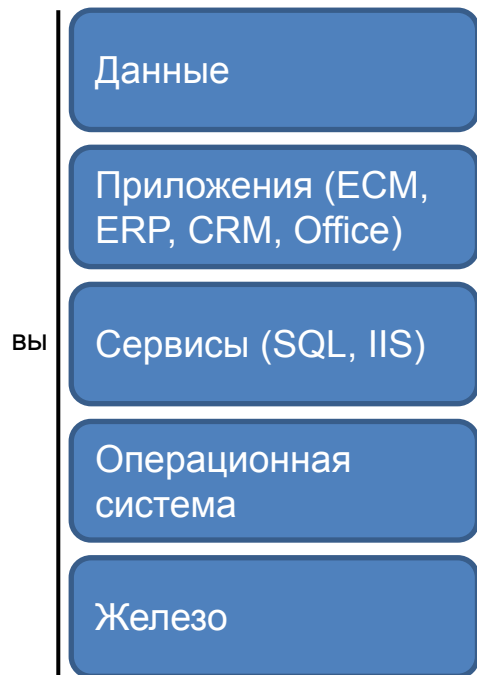 Данные
Приложения (ECM,
ERP, CRM, Office)
вы
Сервисы (SQL, IIS)
Операционная
система
Железо